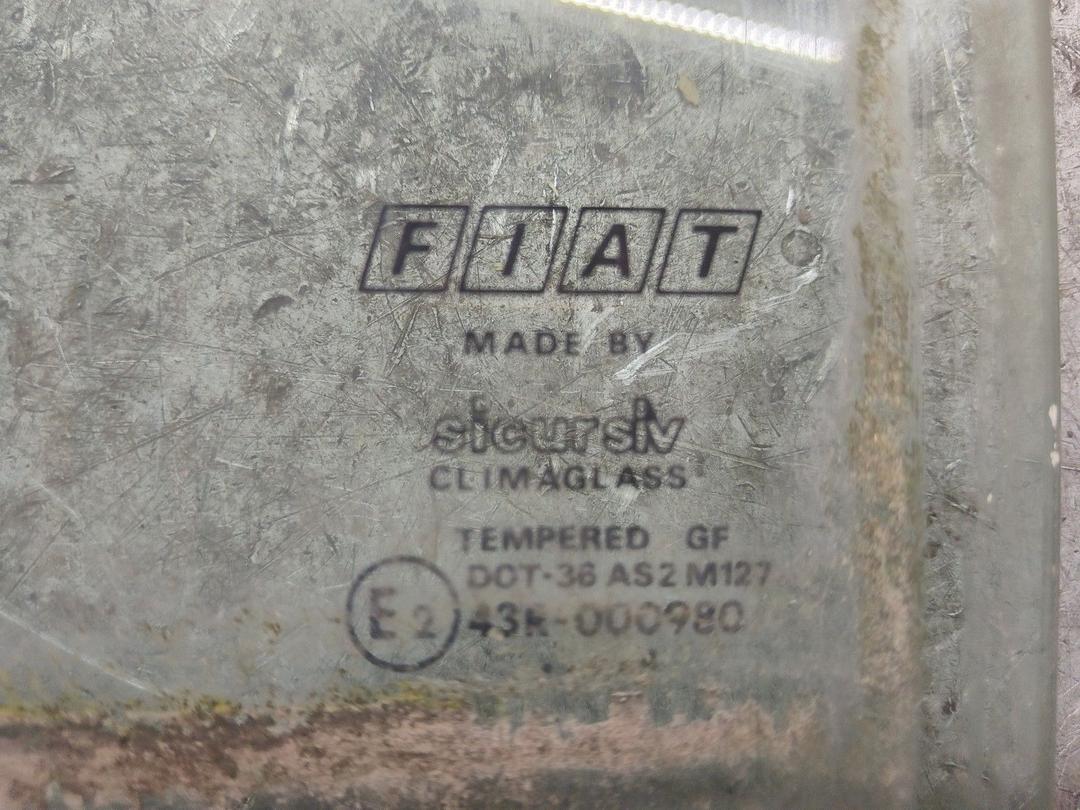 FIAT
MADE BY
sicursiv
CLIMAGLASS
TEMPERED GF
DOT-36 AS2 M127
E2 43R-000980